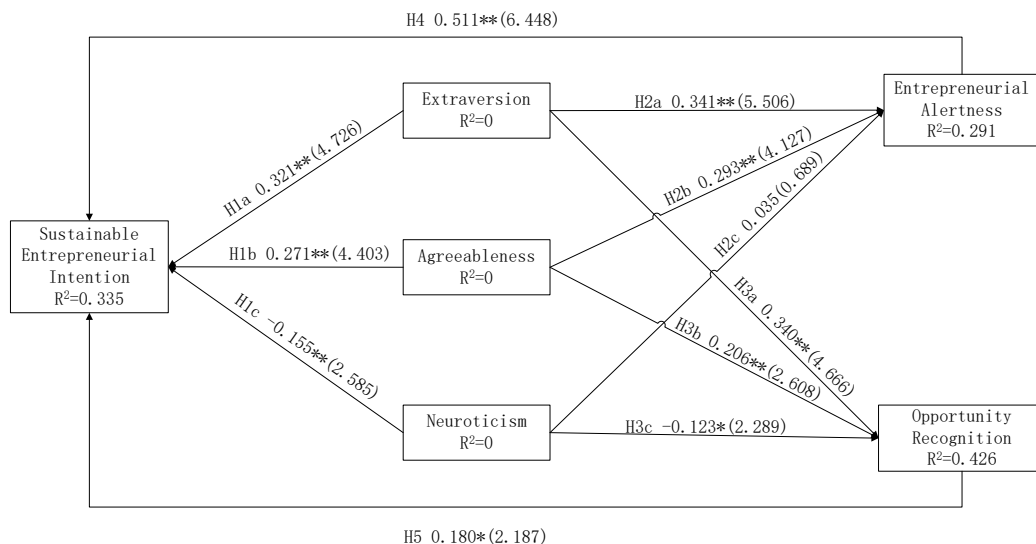 H4 0.511**(6.448)
Extraversion
R²=0
Entrepreneurial
Alertness
R²=0.291
H2a 0.341**(5.506)
H1a 0.321**(4.726)
H2b 0.293**(4.127)
H2c 0.035(0.689)
Sustainable
Entrepreneurial
Intention
R²=0.335
H1b 0.271**(4.403)
Agreeableness
R²=0
H3a 0.340**(4.666)
H1c -0.155**(2.585)
H3b 0.206**(2.608)
Neuroticism
R²=0
H3c -0.123*(2.289)
Opportunity
Recognition
R²=0.426
H5 0.180*(2.187)